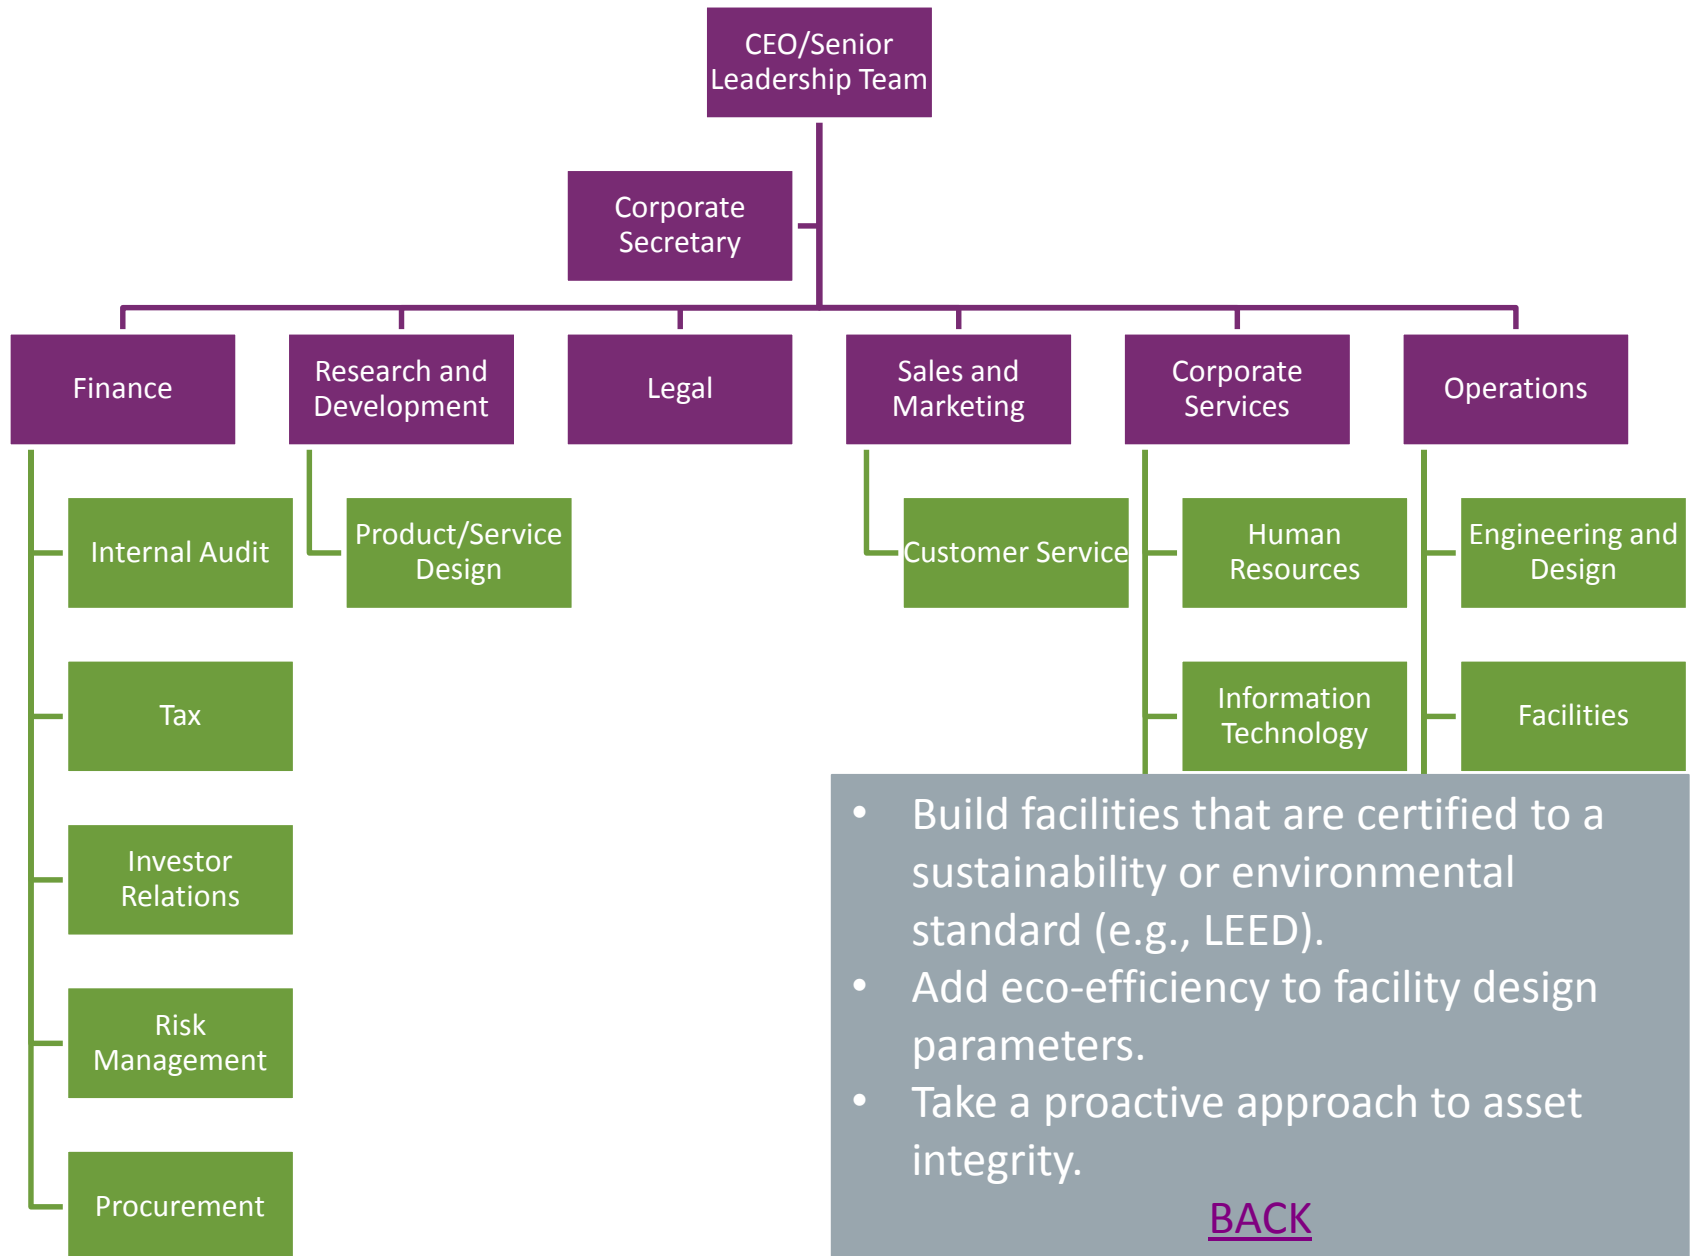 CEO/Senior
Leadership Team
Corporate
Secretary
Finance
Research and
Development
Legal
Sales and
Marketing
Corporate
Services
Operations
Internal Audit
Product/Service
Design
Customer Service
Human
Resources
Engineering and
Design
Tax
Information
Technology
Facilities
Investor
Relations
Risk
Management
Procurement
• Build facilities that are certified to a
sustainability or environmental
standard (e.g., LEED).
• Add eco-efficiency to facility design
parameters.
• Take a proactive approach to asset
integrity.
BACK